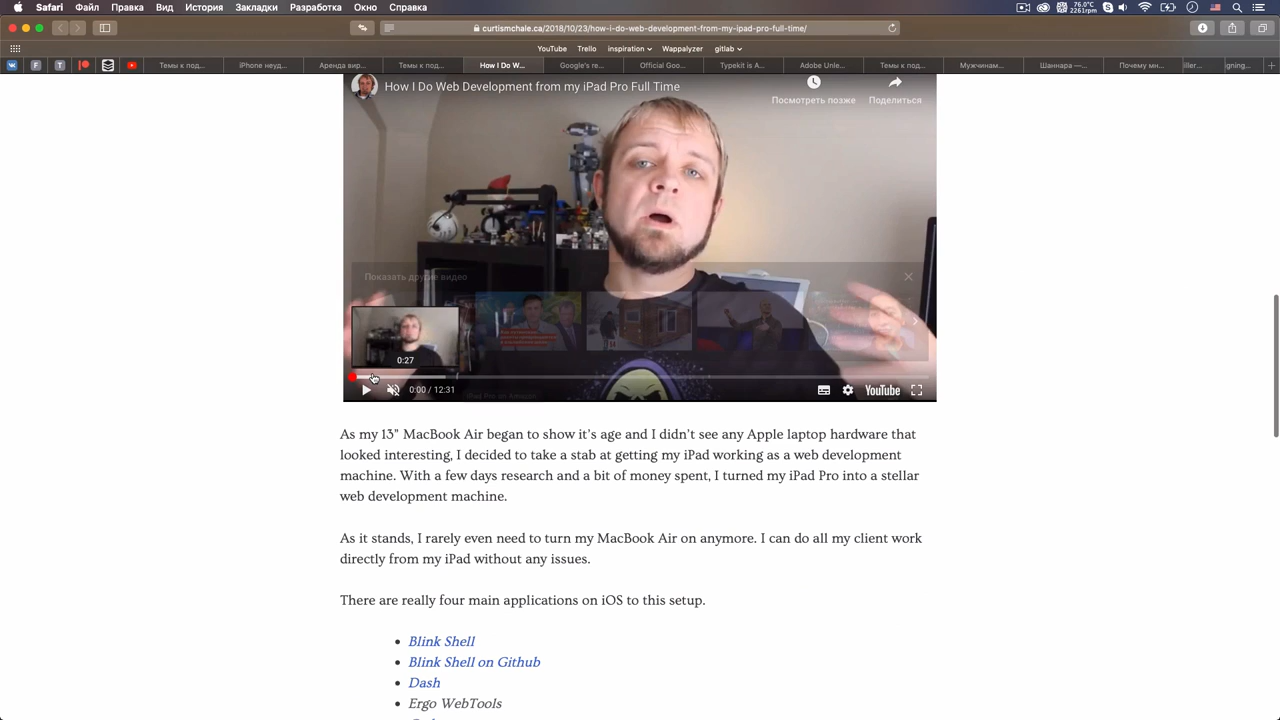 Safari Файл Правка Вид История Закладки Разработка Окно Справка
76.0°C
2261rpm
curtismchale.ca/2018/10/23/how-i-do-web-development-from-my-ipad-pro-full-time/
YouTube Trello inspiration Wappalyzer gitlab
Темы к под... iPhone неуд... Аренда вир... Темы к под... How I Do W... Google's re... Official Goo... Typekit is A... Adobe Unle... Темы к под... Мужчинам... Шаннара —... Почему мн... iller... gning...
How I Do Web Development from my iPad Pro Full Time
Посмотреть позже Поделиться
Показать другие видео
0:27
0:00 / 12:31
YouTube
As my 13” MacBook Air began to show it’s age and I didn’t see any Apple laptop hardware that
looked interesting, I decided to take a stab at getting my iPad working as a web development
machine. With a few days research and a bit of money spent, I turned my iPad Pro into a stellar
web development machine.
As it stands, I rarely even need to turn my MacBook Air on anymore. I can do all my client work
directly from my iPad without any issues.
There are really four main applications on iOS to this setup.
Blink Shell
Blink Shell on Github
Dash
Ergo WebTools